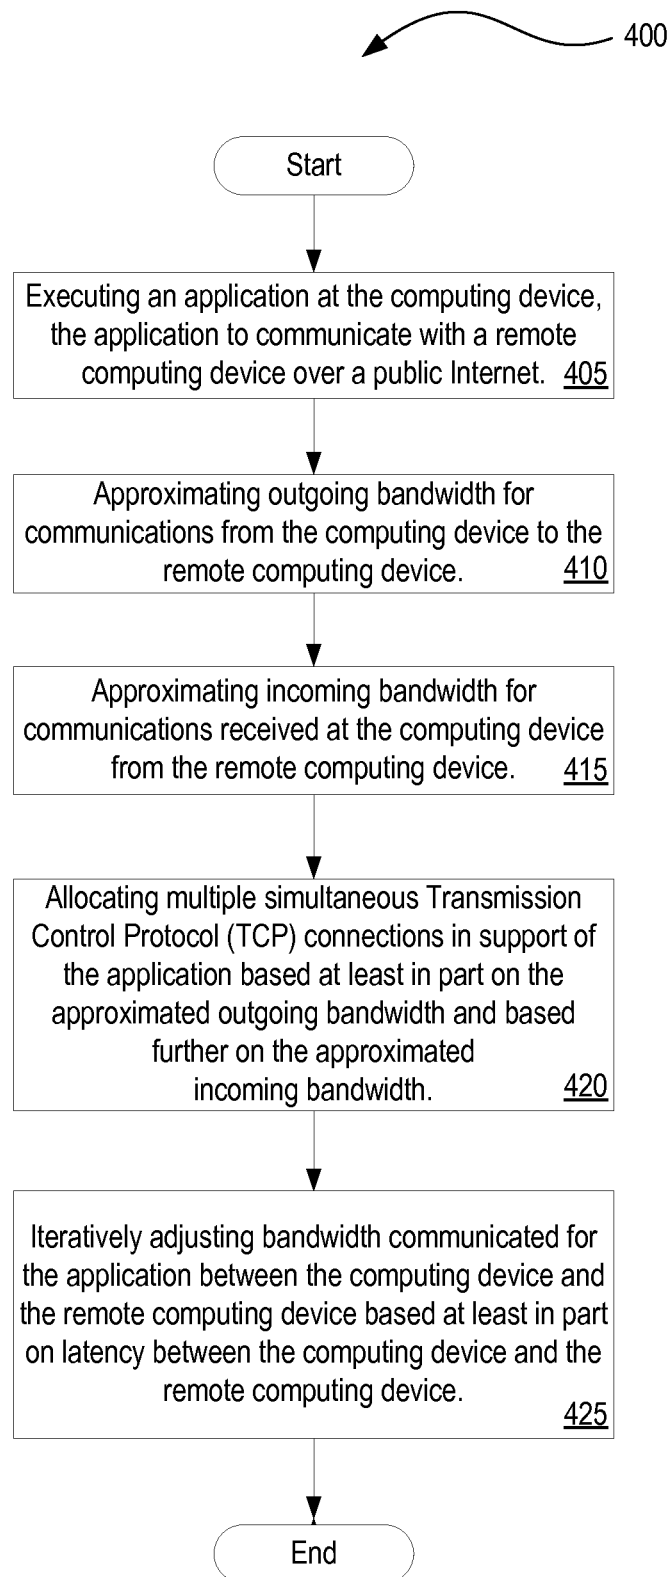 400
Start
Executing an application at the computing device,
the application to communicate with a remote
computing device over a public Internet. 405
Approximating outgoing bandwidth for
communications from the computing device to the
remote computing device. 410
Approximating incoming bandwidth for
communications received at the computing device
from the remote computing device. 415
Allocating multiple simultaneous Transmission
Control Protocol (TCP) connections in support of
the application based at least in part on the
approximated outgoing bandwidth and based
further on the approximated
incoming bandwidth. 420
Iteratively adjusting bandwidth communicated for
the application between the computing device and
the remote computing device based at least in part
on latency between the computing device and the
remote computing device. 425
End